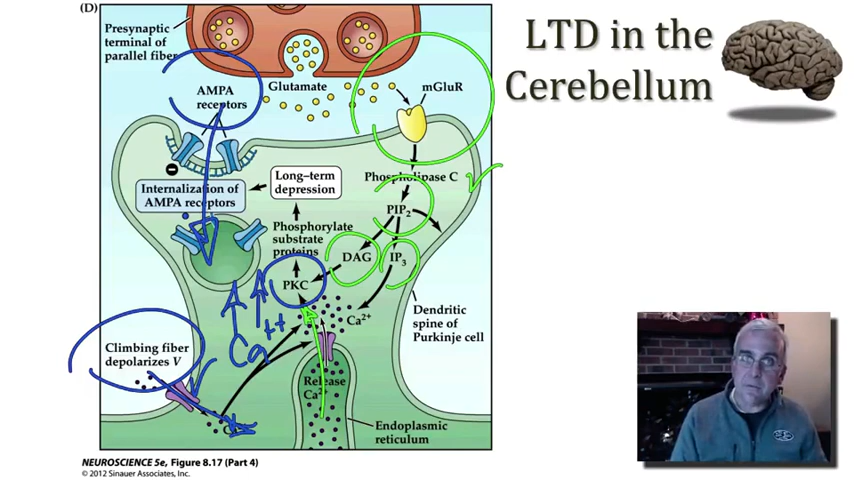 (D)
Presynaptic
terminal of
parallel fiber
AMPA
receptors
Glutamate
mGluR
LTD in the
Cerebellum
Phospholipase C
Long–term
depression
Internalization of
AMPA receptors
PIP2
Phosphorylate
substrate
proteins
DAG
IP3
PKC
Ca2+
Ca++
Dendritic
spine of
Purkinje cell
Climbing fiber
depolarizes V
Release
Ca2+
Endoplasmic
reticulum
NEUROSCIENCE 5e, Figure 8.17 (Part 4)
© 2012 Sinauer Associates, Inc.